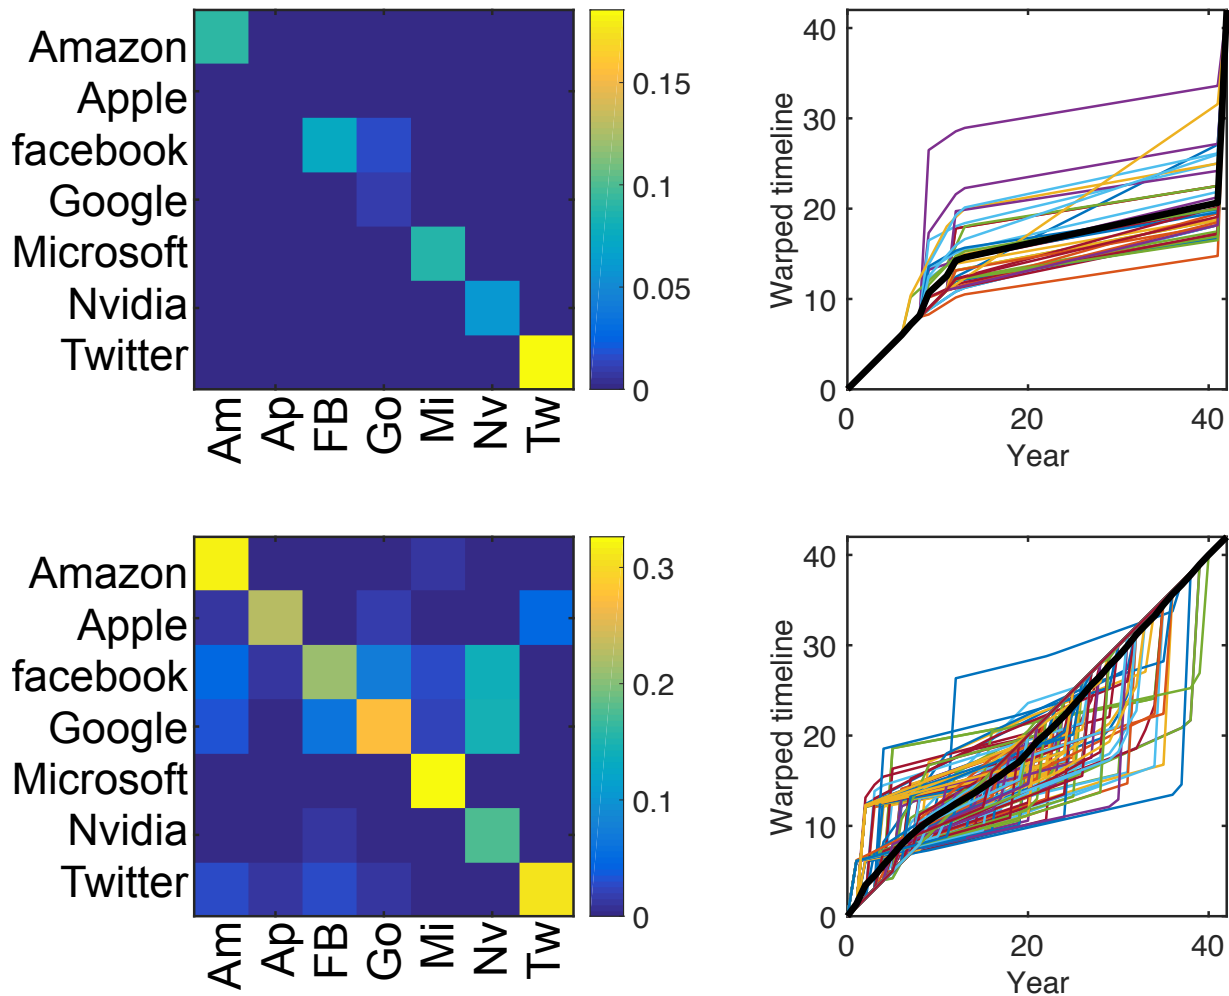 Amazon
Apple
facebook
Google
Microsoft
Nvidia
Twitter
Am Ap FB Go Mi Nv Tw
0.15
0.1
0.05
0
Warped timeline
40
30
20
10
0
0 20 40
Year
Amazon
Apple
facebook
Google
Microsoft
Nvidia
Twitter
Am Ap FB Go Mi Nv Tw
0.3
0.2
0.1
0
Warped timeline
40
30
20
10
0
0 20 40
Year